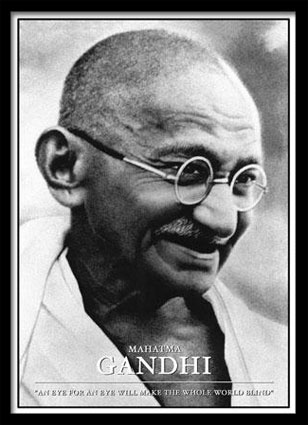 MAHATMA
GANDHI
"AN EYE FOR AN EYE WILL MAKE THE WHOLE WORLD BLIND"